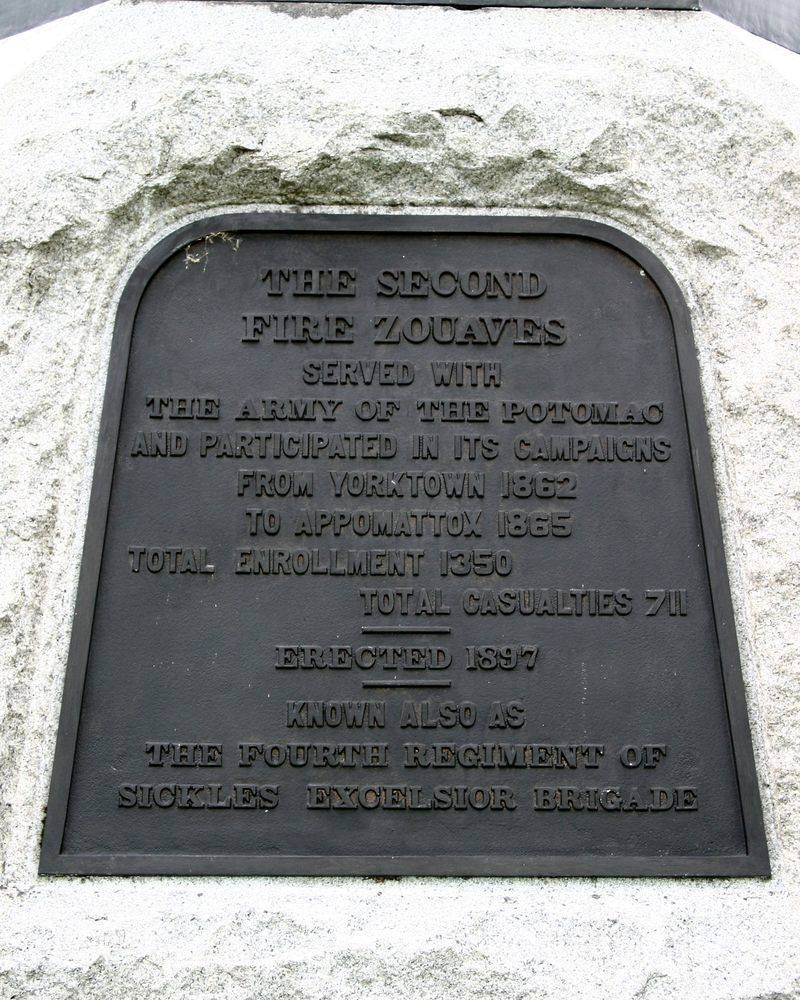 THE SECOND
FIRE ZOUAVES
SERVED WITH
THE ARMY OF THE POTOMAC
AND PARTICIPATED IN ITS CAMPAIGNS
FROM YORKTOWN 1862
TO APPOMATTOX 1865
TOTAL ENROLLMENT 1350
TOTAL CASUALTIES 711
ERECTED 1897
KNOWN ALSO AS
THE FOURTH REGIMENT OF
SICKLES EXCELSIOR BRIGADE